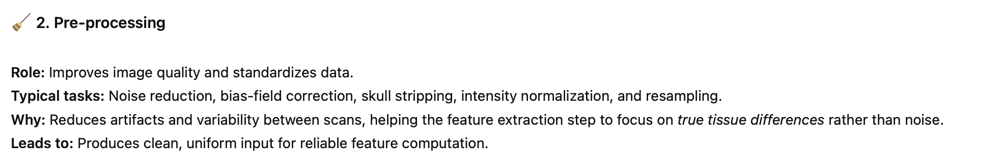 🧹 2. Pre-processing
Role: Improves image quality and standardizes data.
Typical tasks: Noise reduction, bias-field correction, skull stripping, intensity normalization, and resampling.
Why: Reduces artifacts and variability between scans, helping the feature extraction step to focus on true tissue differences rather than noise.
Leads to: Produces clean, uniform input for reliable feature computation.